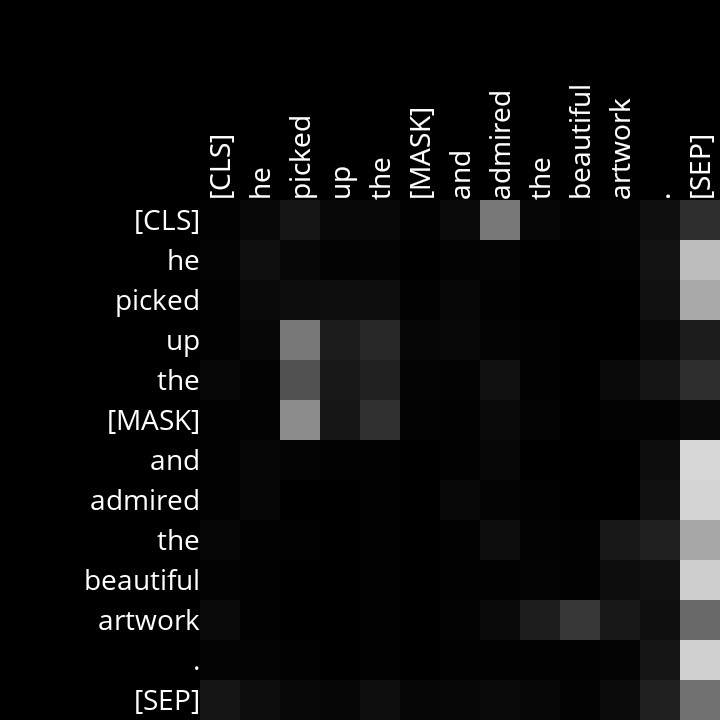 [CLS] he picked up the [MASK] and admired the beautiful artwork . [SEP]
[CLS]
he
picked
up
the
[MASK]
and
admired
the
beautiful
artwork
.
[SEP]